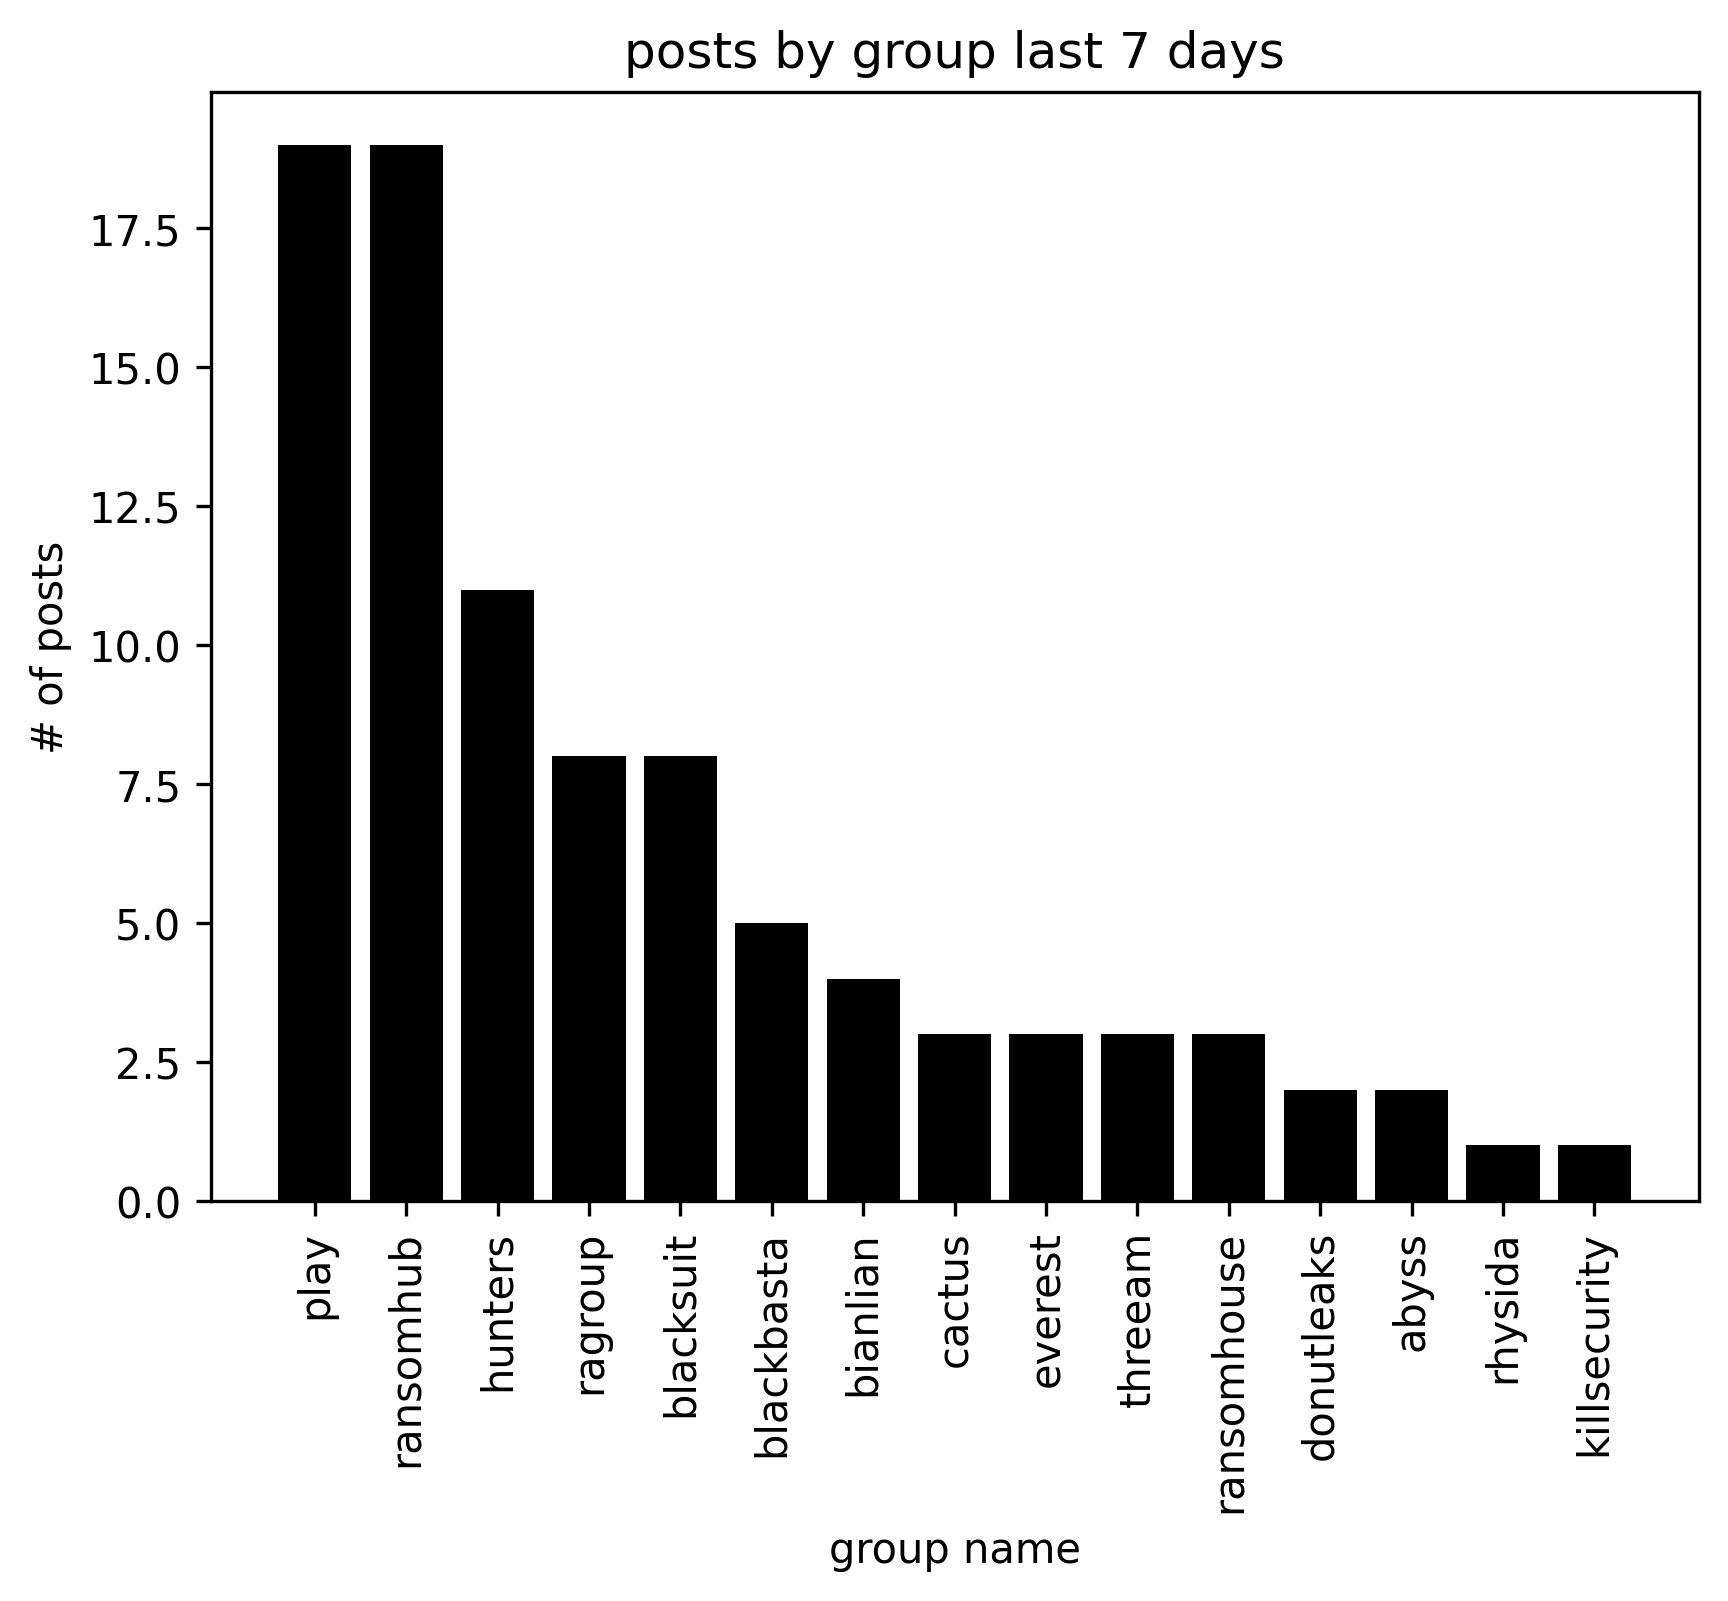 posts by group last 7 days
17.5
15.0
12.5
10.0
7.5
5.0
2.5
0.0
# of posts
play
ransomhub
hunters
ragroup
blacksuit
blackbasta
bianlian
cactus
everest
threeam
ransomhouse
donutleaks
abyss
rhysida
killsecurity
group name